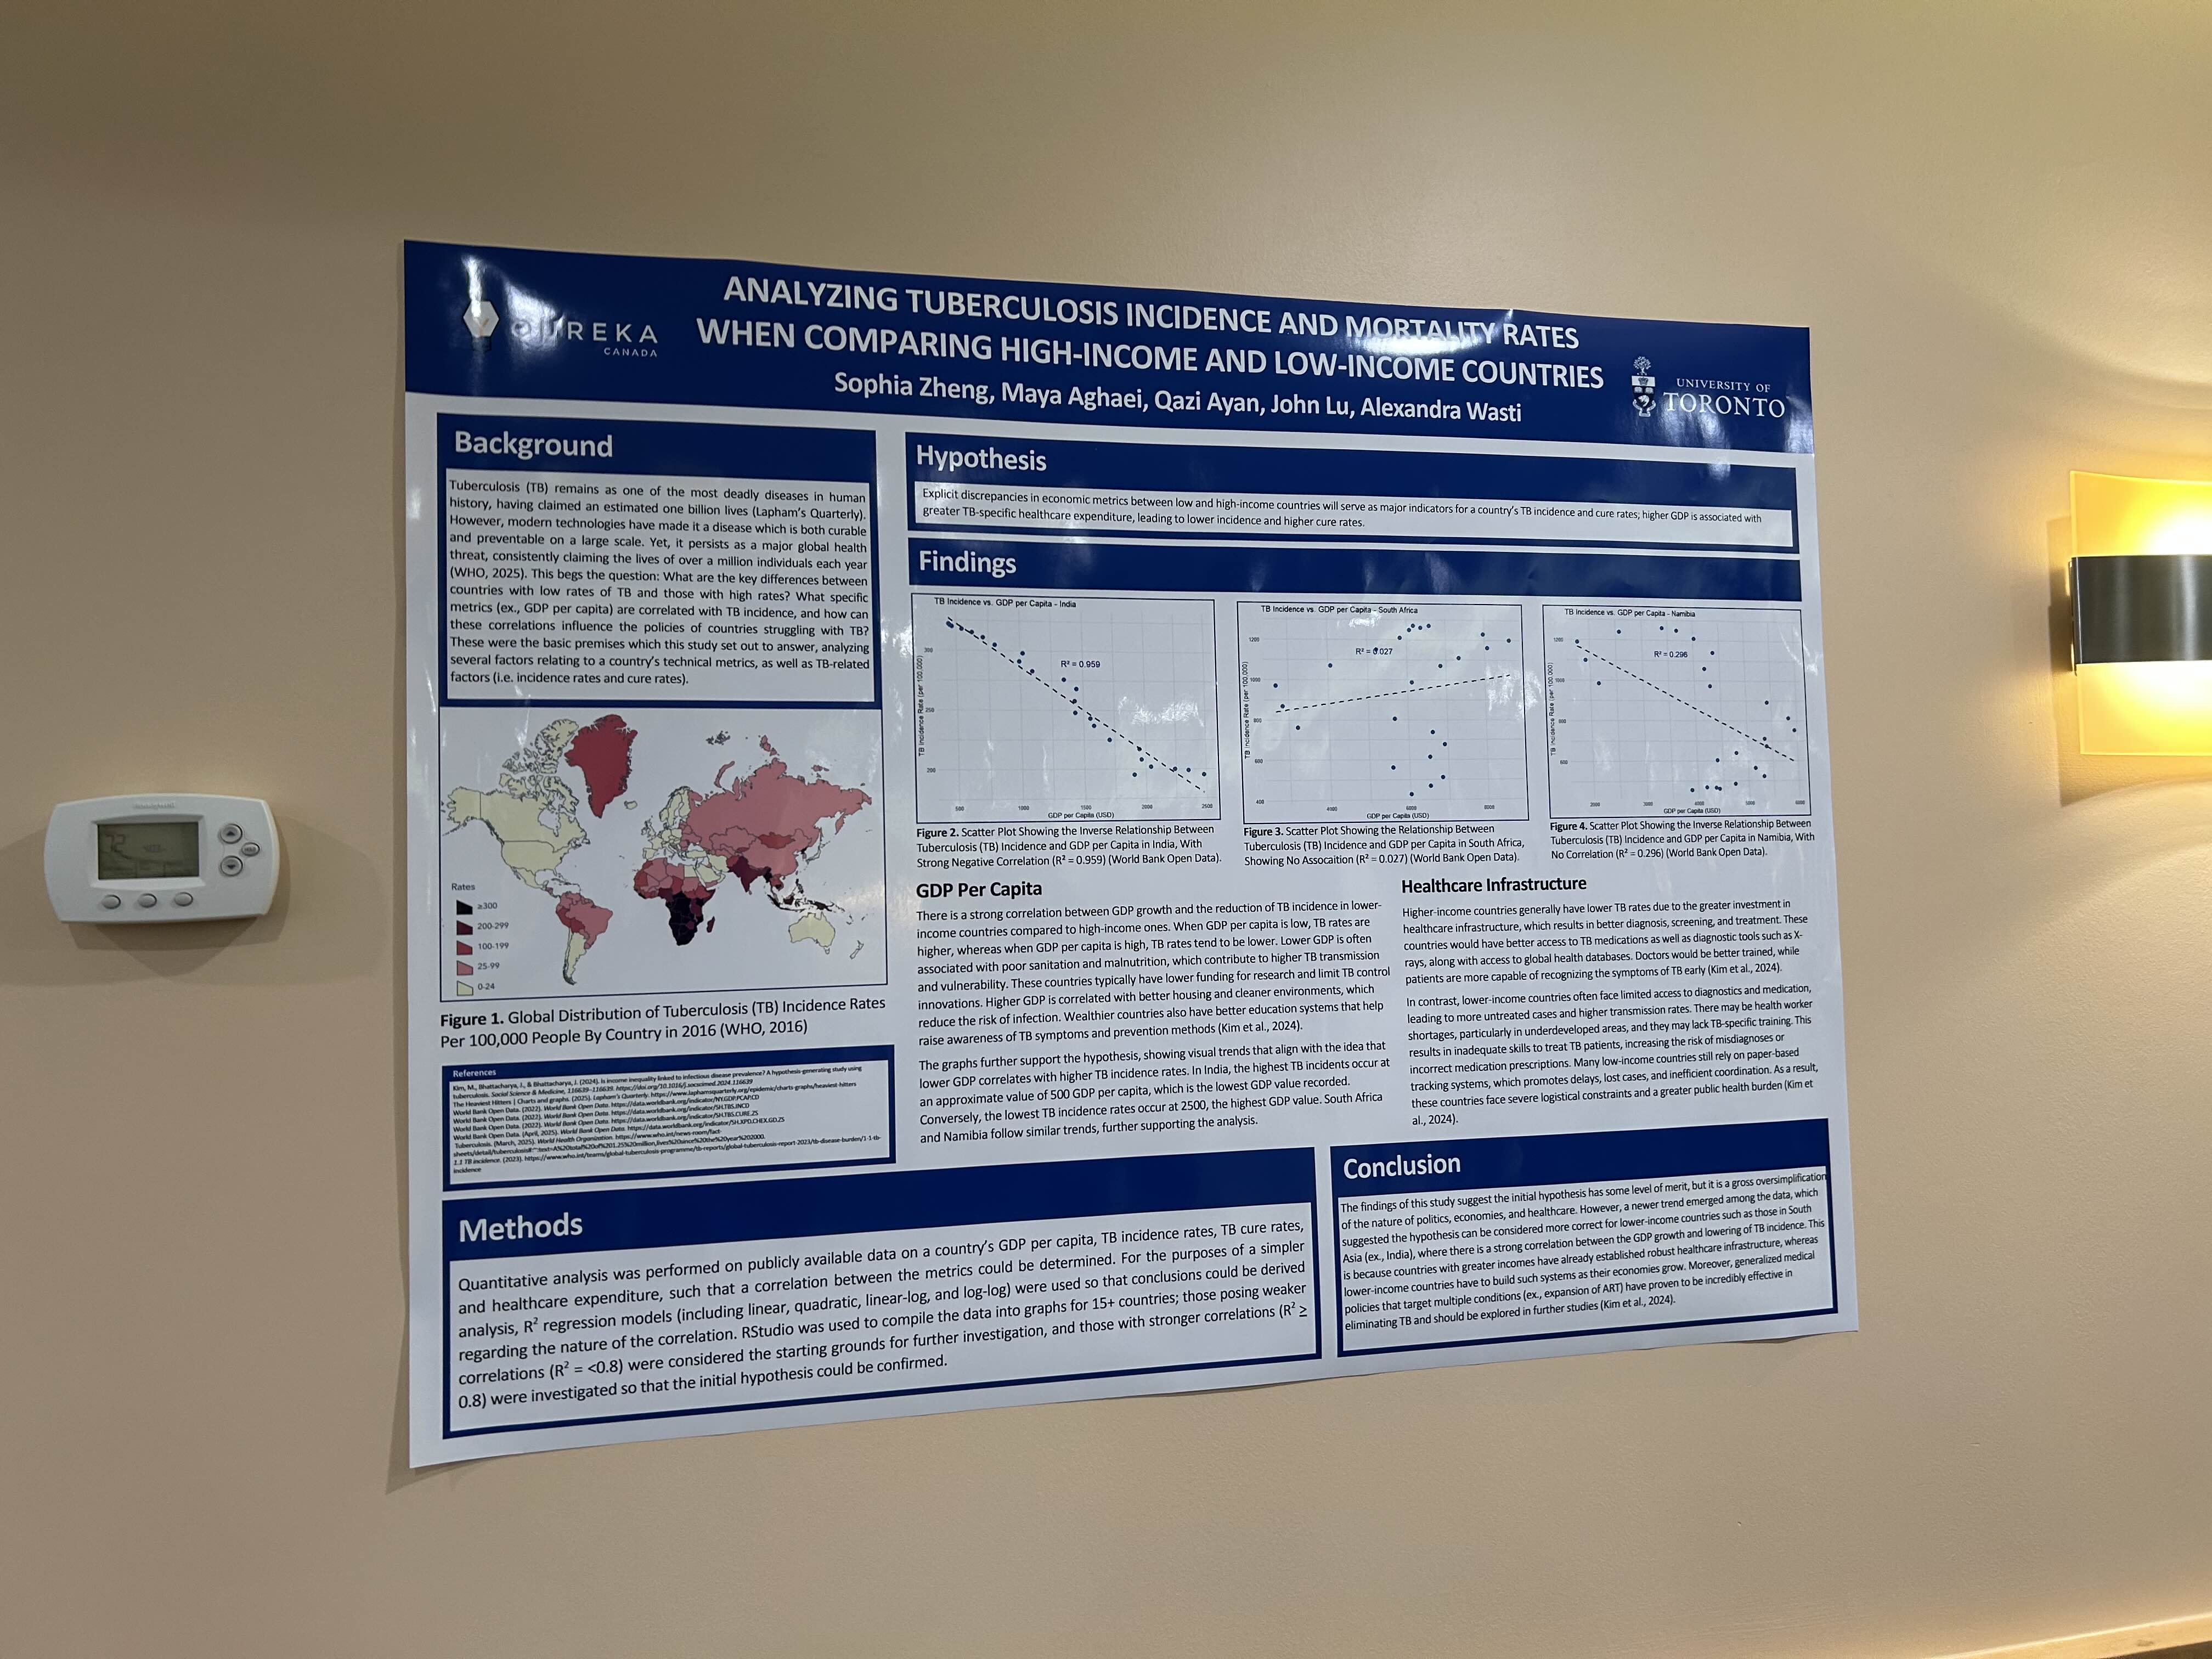 EUREKA
CANADA
ANALYZING TUBERCULOSIS INCIDENCE AND MORTALITY RATES
WHEN COMPARING HIGH-INCOME AND LOW-INCOME COUNTRIES
Sophia Zheng, Maya Aghaei, Qazi Ayan, John Lu, Alexandra Wasti
UNIVERSITY OF
TORONTO
Background
Tuberculosis (TB) remains as one of the most deadly diseases in human
history, having claimed an estimated one billion lives (Lapham's Quarterly).
However, modern technologies have made it a disease which is both curable
and preventable on a large scale. Yet, it persists as a major global health
threat, consistently claiming the lives of over a million individuals each year
(WHO, 2025). This begs the question: What are the key differences between
countries with low rates of TB and those with high rates? What specific
metrics (ex., GDP per capita) are correlated with TB incidence, and how can
these correlations influence the policies of countries struggling with TB?
These were the basic premises which this study set out to answer, analyzing
several factors relating to a country's technical metrics, as well as TB-related
factors (i.e. incidence rates and cure rates).
Rates
≥300
200-299
100-199
25-99
0-24
Figure 1. Global Distribution of Tuberculosis (TB) Incidence Rates
Per 100,000 People By Country in 2016 (WHO, 2016)
References
Kim, M., Bhattacharya, J., & Bhattacharya, J. (2024). Is income inequality linked to infectious disease prevalence? A hypothesis-generating study using
tuberculosis. Social Science & Medicine, 116639–116639. https://doi.org/10.1016/j.socscimed.2024.116639
The Heaviest Hitters | Charts and graphs. (2025). Lapham's Quarterly. https://www.laphamsquarterly.org/epidemic/charts-graphs/heaviest-hitters
World Bank Open Data. (2022). World Bank Open Data. https://data.worldbank.org/indicator/NY.GDP.PCAP.CD
World Bank Open Data. (2022). World Bank Open Data. https://data.worldbank.org/indicator/SH.TBS.INCD
World Bank Open Data. (2022). World Bank Open Data. https://data.worldbank.org/indicator/SH.TBS.CURE.ZS
World Bank Open Data. (April, 2025). World Bank Open Data. https://data.worldbank.org/indicator/SH.XPD.CHEX.GD.ZS
Tuberculosis. (March, 2025). World Health Organization. https://www.who.int/news-room/fact-
sheets/detail/tuberculosis#:~:text=A%20total%20of%201.25%20million,lives%20since%20the%20year%202000.
1.1 TB incidence. (2023). https://www.who.int/teams/global-tuberculosis-programme/tb-reports/global-tuberculosis-report-2023/tb-disease-burden/1-1-tb-
incidence
Hypothesis
Explicit discrepancies in economic metrics between low and high-income countries will serve as major indicators for a country's TB incidence and cure rates; higher GDP is associated with
greater TB-specific healthcare expenditure, leading to lower incidence and higher cure rates.
Findings
TB Incidence vs. GDP per Capita - India
R² = 0.959
TB Incidence Rate (per 100,000)
300
250
200
500 1000 1500 2000 2500
GDP per Capita (USD)
Figure 2. Scatter Plot Showing the Inverse Relationship Between
Tuberculosis (TB) Incidence and GDP per Capita in India, With
Strong Negative Correlation (R² = 0.959) (World Bank Open Data).
TB Incidence vs. GDP per Capita - South Africa
R² = 0.027
TB Incidence Rate (per 100,000)
1200
1000
800
600
400
4000 6000 8000
GDP per Capita (USD)
Figure 3. Scatter Plot Showing the Relationship Between
Tuberculosis (TB) Incidence and GDP per Capita in South Africa,
Showing No Assocaition (R² = 0.027) (World Bank Open Data).
TB Incidence vs. GDP per Capita - Namibia
R² = 0.296
TB Incidence Rate (per 100,000)
1200
1000
800
600
2000 3000 4000 5000 6000
GDP per Capita (USD)
Figure 4. Scatter Plot Showing the Inverse Relationship Between
Tuberculosis (TB) Incidence and GDP per Capita in Namibia, With
No Correlation (R² = 0.296) (World Bank Open Data).
GDP Per Capita
There is a strong correlation between GDP growth and the reduction of TB incidence in lower-
income countries compared to high-income ones. When GDP per capita is low, TB rates are
higher, whereas when GDP per capita is high, TB rates tend to be lower. Lower GDP is often
associated with poor sanitation and malnutrition, which contribute to higher TB transmission
and vulnerability. These countries typically have lower funding for research and limit TB control
innovations. Higher GDP is correlated with better housing and cleaner environments, which
reduce the risk of infection. Wealthier countries also have better education systems that help
raise awareness of TB symptoms and prevention methods (Kim et al., 2024).
The graphs further support the hypothesis, showing visual trends that align with the idea that
lower GDP correlates with higher TB incidence rates. In India, the highest TB incidents occur at
an approximate value of 500 GDP per capita, which is the lowest GDP value recorded.
Conversely, the lowest TB incidence rates occur at 2500, the highest GDP value. South Africa
and Namibia follow similar trends, further supporting the analysis.
Healthcare Infrastructure
Higher-income countries generally have lower TB rates due to the greater investment in
healthcare infrastructure, which results in better diagnosis, screening, and treatment. These
countries would have better access to TB medications as well as diagnostic tools such as X-
rays, along with access to global health databases. Doctors would be better trained, while
patients are more capable of recognizing the symptoms of TB early (Kim et al., 2024).
In contrast, lower-income countries often face limited access to diagnostics and medication,
leading to more untreated cases and higher transmission rates. There may be health worker
shortages, particularly in underdeveloped areas, and they may lack TB-specific training. This
results in inadequate skills to treat TB patients, increasing the risk of misdiagnoses or
incorrect medication prescriptions. Many low-income countries still rely on paper-based
tracking systems, which promotes delays, lost cases, and inefficient coordination. As a result,
these countries face severe logistical constraints and a greater public health burden (Kim et
al., 2024).
Methods
Quantitative analysis was performed on publicly available data on a country's GDP per capita, TB incidence rates, TB cure rates,
and healthcare expenditure, such that a correlation between the metrics could be determined. For the purposes of a simpler
analysis, R² regression models (including linear, quadratic, linear-log, and log-log) were used so that conclusions could be derived
regarding the nature of the correlation. RStudio was used to compile the data into graphs for 15+ countries; those posing weaker
correlations (R² = <0.8) were considered the starting grounds for further investigation, and those with stronger correlations (R² ≥
0.8) were investigated so that the initial hypothesis could be confirmed.
Conclusion
The findings of this study suggest the initial hypothesis has some level of merit, but it is a gross oversimplification
of the nature of politics, economies, and healthcare. However, a newer trend emerged among the data, which
suggested the hypothesis can be considered more correct for lower-income countries such as those in South
Asia (ex., India), where there is a strong correlation between the GDP growth and lowering of TB incidence. This
is because countries with greater incomes have already established robust healthcare infrastructure, whereas
lower-income countries have to build such systems as their economies grow. Moreover, generalized medical
policies that target multiple conditions (ex., expansion of ART) have proven to be incredibly effective in
eliminating TB and should be explored in further studies (Kim et al., 2024).